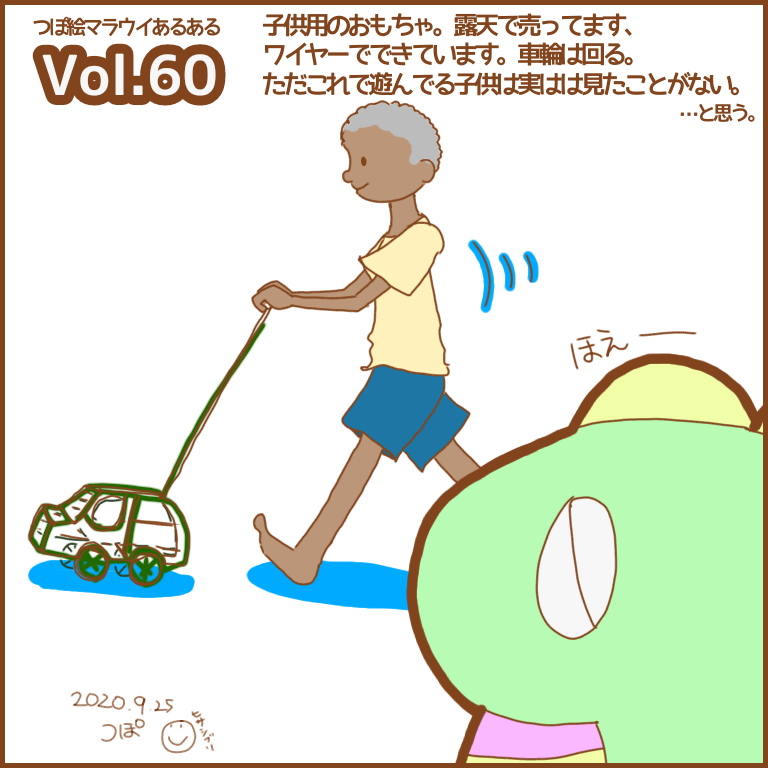 つぼ絵マラウイあるある
Vol.60
子供用のおもちゃ。露天で売ってます、
ワイヤーでできています。車輪は回る。
ただこれで遊んでる子供は実はは見たことがない。
…と思う。
ほえー
2020.9.25
つぽ